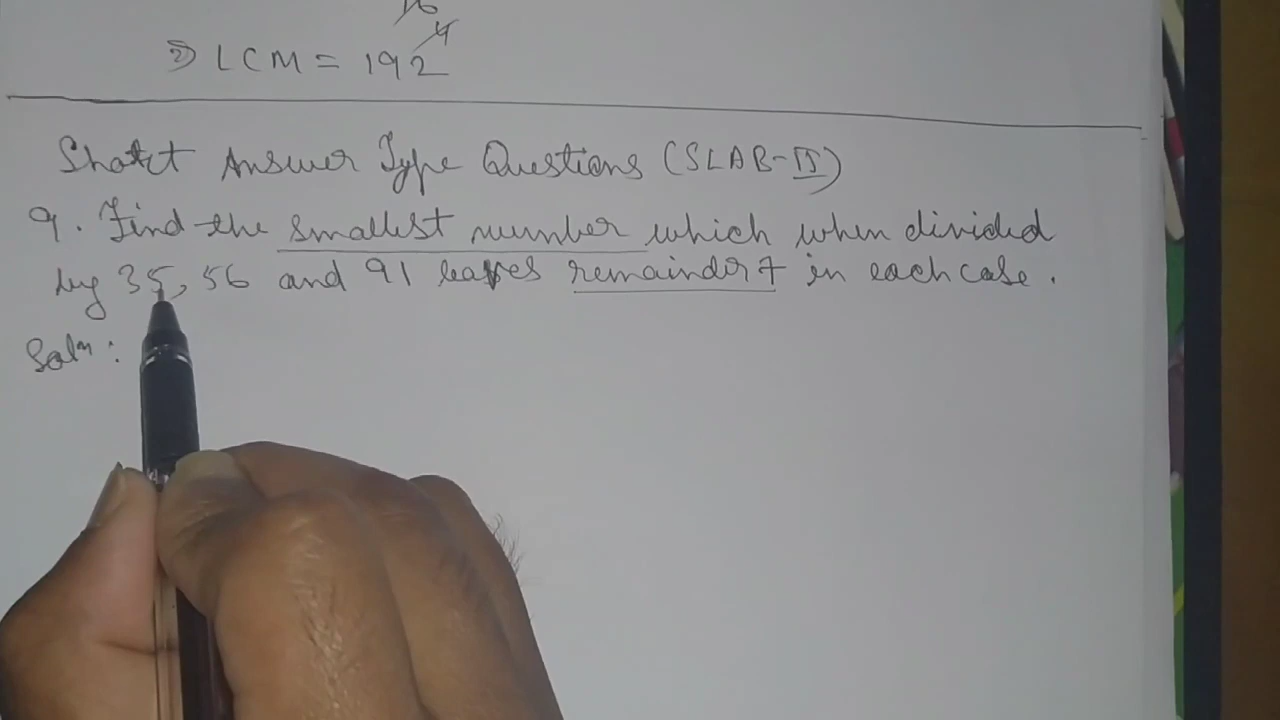 ⇒ LCM = 192
Short Answer Type Questions (SLAB-II)
9. Find the smallest number which when divided
by 35, 56 and 91 leaves remainder 7 in each case.
Solⁿ: